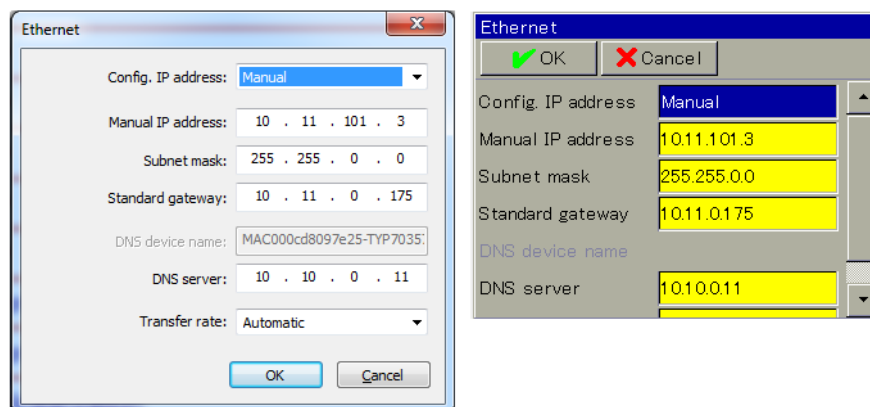 Ethernet
Config. IP address: Manual
Manual IP address: 10 . 11 . 101 . 3
Subnet mask: 255 . 255 . 0 . 0
Standard gateway: 10 . 11 . 0 . 175
DNS device name: MAC000cd8097e25-TYP7035
DNS server: 10 . 10 . 0 . 11
Transfer rate: Automatic
OK Cancel
Ethernet
OK Cancel
Config. IP address Manual
Manual IP address 10.11.101.3
Subnet mask 255.255.0.0
Standard gateway 10.11.0.175
DNS device name
DNS server 10.10.0.11